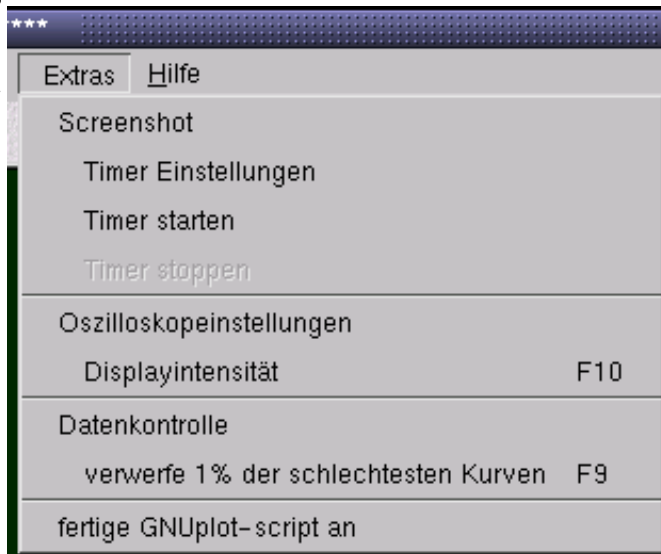 ***
Extras Hilfe
Screenshot
Timer Einstellungen
Timer starten
Timer stoppen
Oszilloskopeinstellungen
Displayintensität F10
Datenkontrolle
verwerfe 1% der schlechtesten Kurven F9
fertige GNUplot-script an